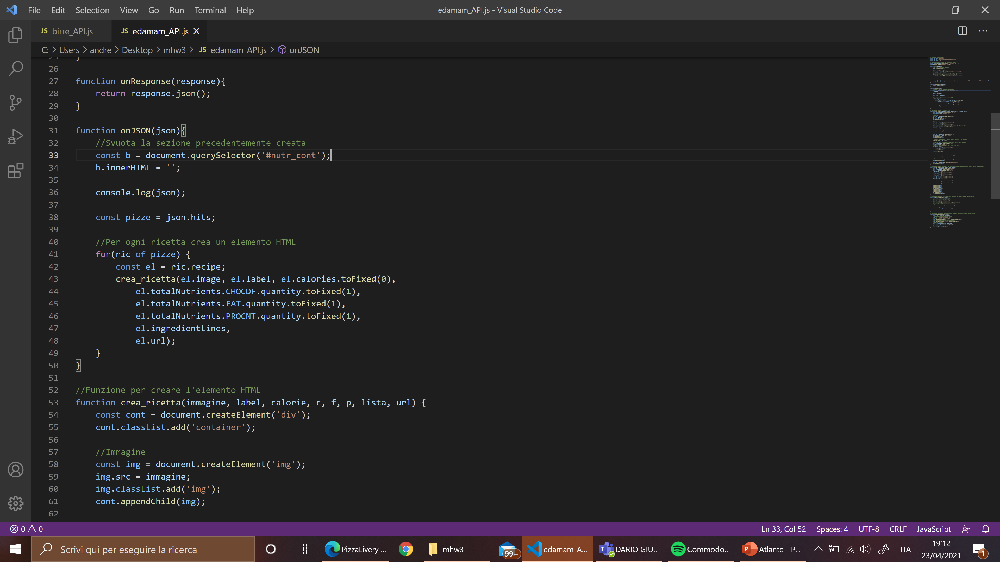 File Edit Selection View Go Run Terminal Help
edamam_API.js - Visual Studio Code
JS birre_API.js
JS edamam_API.js
C: > Users > andre > Desktop > mhw3 > JS edamam_API.js > onJSON
25 }
26
27 function onResponse(response){
28     return response.json();
29 }
30
31 function onJSON(json){
32     //Svuota la sezione precedentemente creata
33     const b = document.querySelector('#nutr_cont');
34     b.innerHTML = '';
35
36     console.log(json);
37
38     const pizze = json.hits;
39
40     //Per ogni ricetta crea un elemento HTML
41     for(ric of pizze) {
42         const el = ric.recipe;
43         crea_ricetta(el.image, el.label, el.calories.toFixed(0),
44             el.totalNutrients.CHOCDF.quantity.toFixed(1),
45             el.totalNutrients.FAT.quantity.toFixed(1),
46             el.totalNutrients.PROCNT.quantity.toFixed(1),
47             el.ingredientLines,
48             el.url);
49     }
50 }
51
52 //Funzione per creare l'elemento HTML
53 function crea_ricetta(immagine, label, calorie, c, f, p, lista, url) {
54     const cont = document.createElement('div');
55     cont.classList.add('container');
56
57     //Immagine
58     const img = document.createElement('img');
59     img.src = immagine;
60     img.classList.add('img');
61     cont.appendChild(img);
62
0 0
Ln 33, Col 52 Spaces: 4 UTF-8 CRLF JavaScript
Scrivi qui per eseguire la ricerca
PizzaLivery ...
mhw3
99+
edamam_A...
DARIO GIU...
Commodo...
Atlante - P...
ITA
19:12
23/04/2021
1